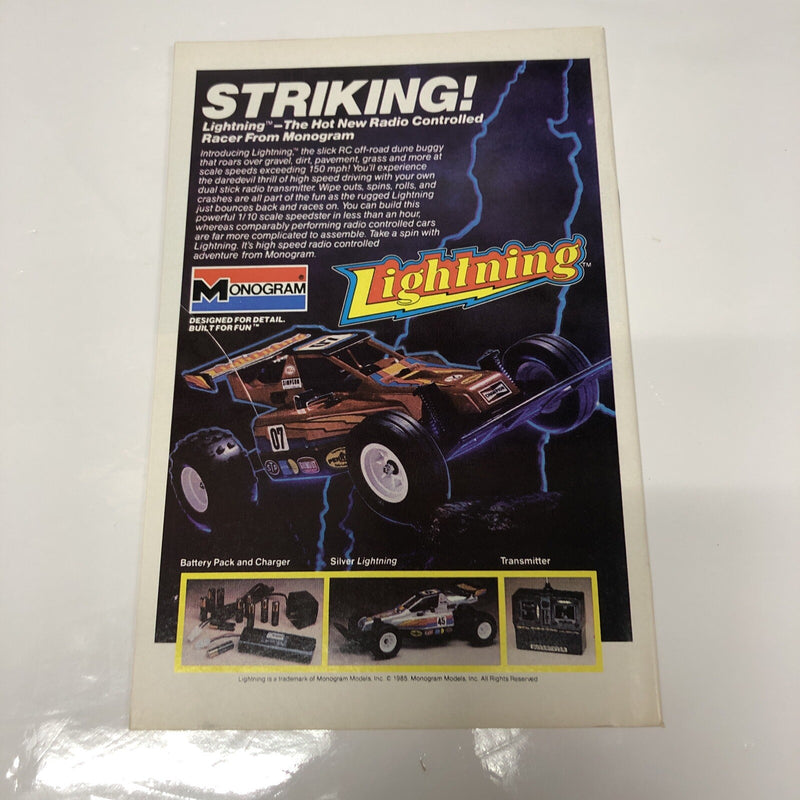 STRIKING!
Lightning™—The Hot New Radio Controlled
Racer From Monogram
Introducing Lightning,™ the slick RC off-road dune buggy
that roars over gravel, dirt, pavement, grass and more at
scale speeds exceeding 150 mph! You'll experience
the daredevil thrill of high speed driving with your own
dual stick radio transmitter. Wipe outs, spins, rolls, and
crashes are all part of the fun as the rugged Lightning
just bounces back and races on. You can build this
powerful 1/10 scale speedster in less than an hour,
whereas comparably performing radio controlled cars
are far more complicated to assemble. Take a spin with
Lightning. It's high speed radio controlled
adventure from Monogram.
Lightning™
MONOGRAM®
DESIGNED FOR DETAIL.
BUILT FOR FUN™
07
Lightning
SIMPSON
07
STP
Battery Pack and Charger
Silver Lightning
Transmitter
45
Lightning is a trademark of Monogram Models, Inc. © 1985. Monogram Models, Inc. All Rights Reserved